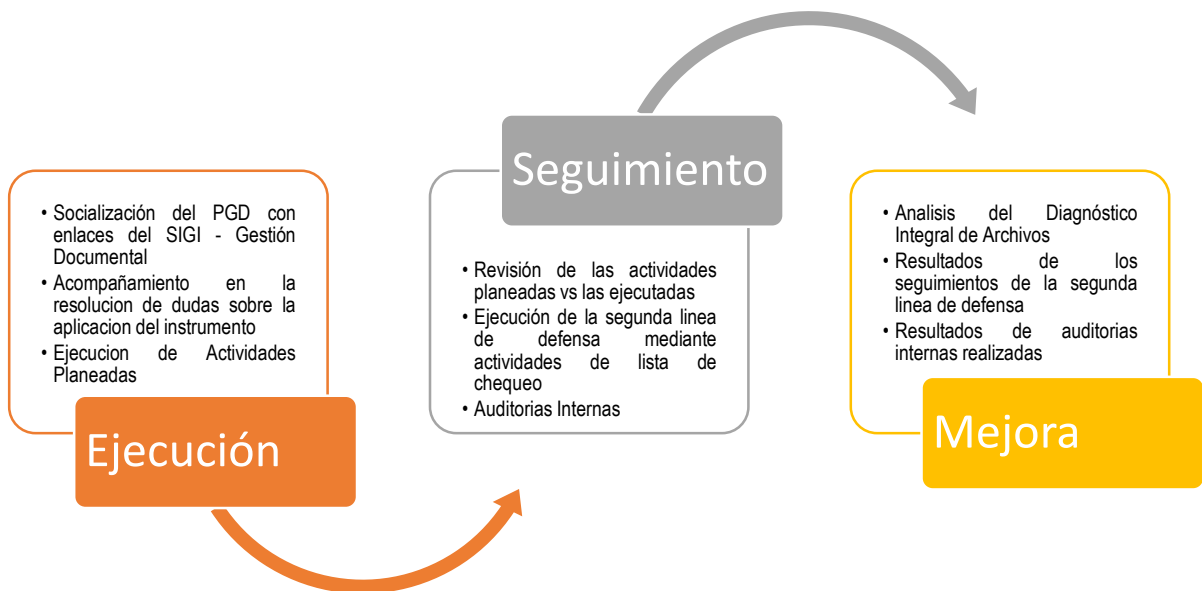 • Socialización del PGD con
enlaces del SIGI - Gestión
Documental
• Acompañamiento en la
resolucion de dudas sobre la
aplicacion del instrumento
• Ejecucion de Actividades
Planeadas
Ejecución
Seguimiento
• Revisión de las actividades
planeadas vs las ejecutadas
• Ejecución de la segunda linea
de defensa mediante
actividades de lista de
chequeo
• Auditorias Internas
• Analisis del Diagnóstico
Integral de Archivos
• Resultados de los
seguimientos de la segunda
linea de defensa
• Resultados de auditorias
internas realizadas
Mejora